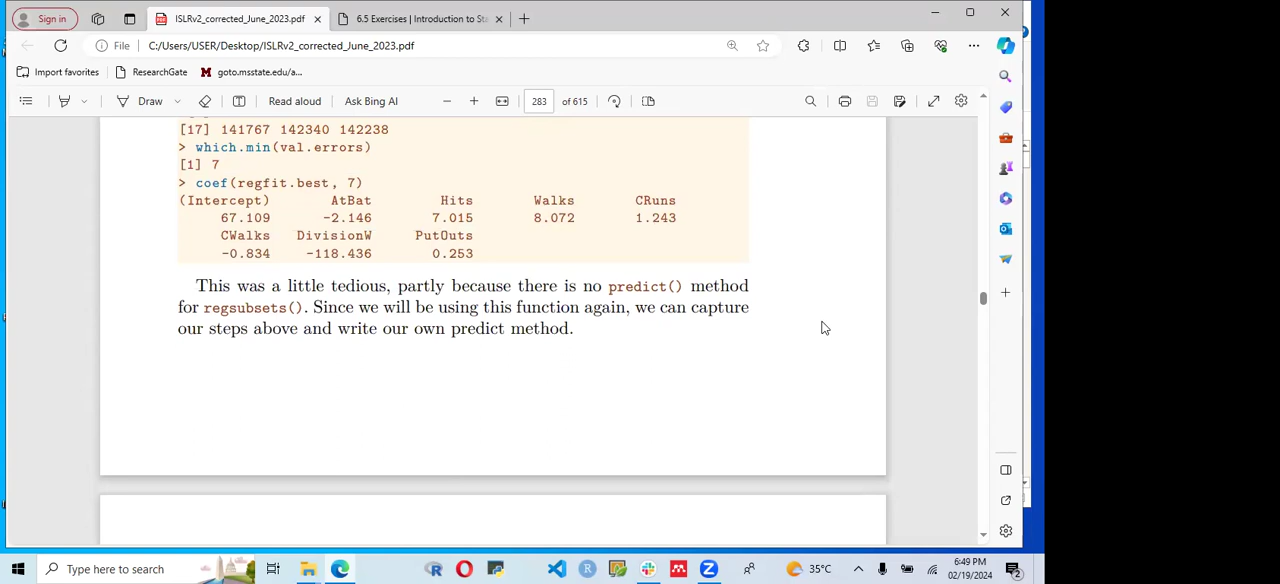 Sign in
ISLRv2_corrected_June_2023.pdf
6.5 Exercises | Introduction to Sta
File
C:/Users/USER/Desktop/ISLRv2_corrected_June_2023.pdf
Import favorites
ResearchGate
goto.msstate.edu/a...
Draw
Read aloud
Ask Bing AI
283
of 615
[17] 141767 142340 142238
> which.min(val.errors)
[1] 7
> coef(regfit.best, 7)
(Intercept) AtBat Hits Walks CRuns
67.109 -2.146 7.015 8.072 1.243
CWalks DivisionW PutOuts
-0.834 -118.436 0.253
This was a little tedious, partly because there is no predict() method
for regsubsets(). Since we will be using this function again, we can capture
our steps above and write our own predict method.
Type here to search
35°C
6:49 PM
02/19/2024